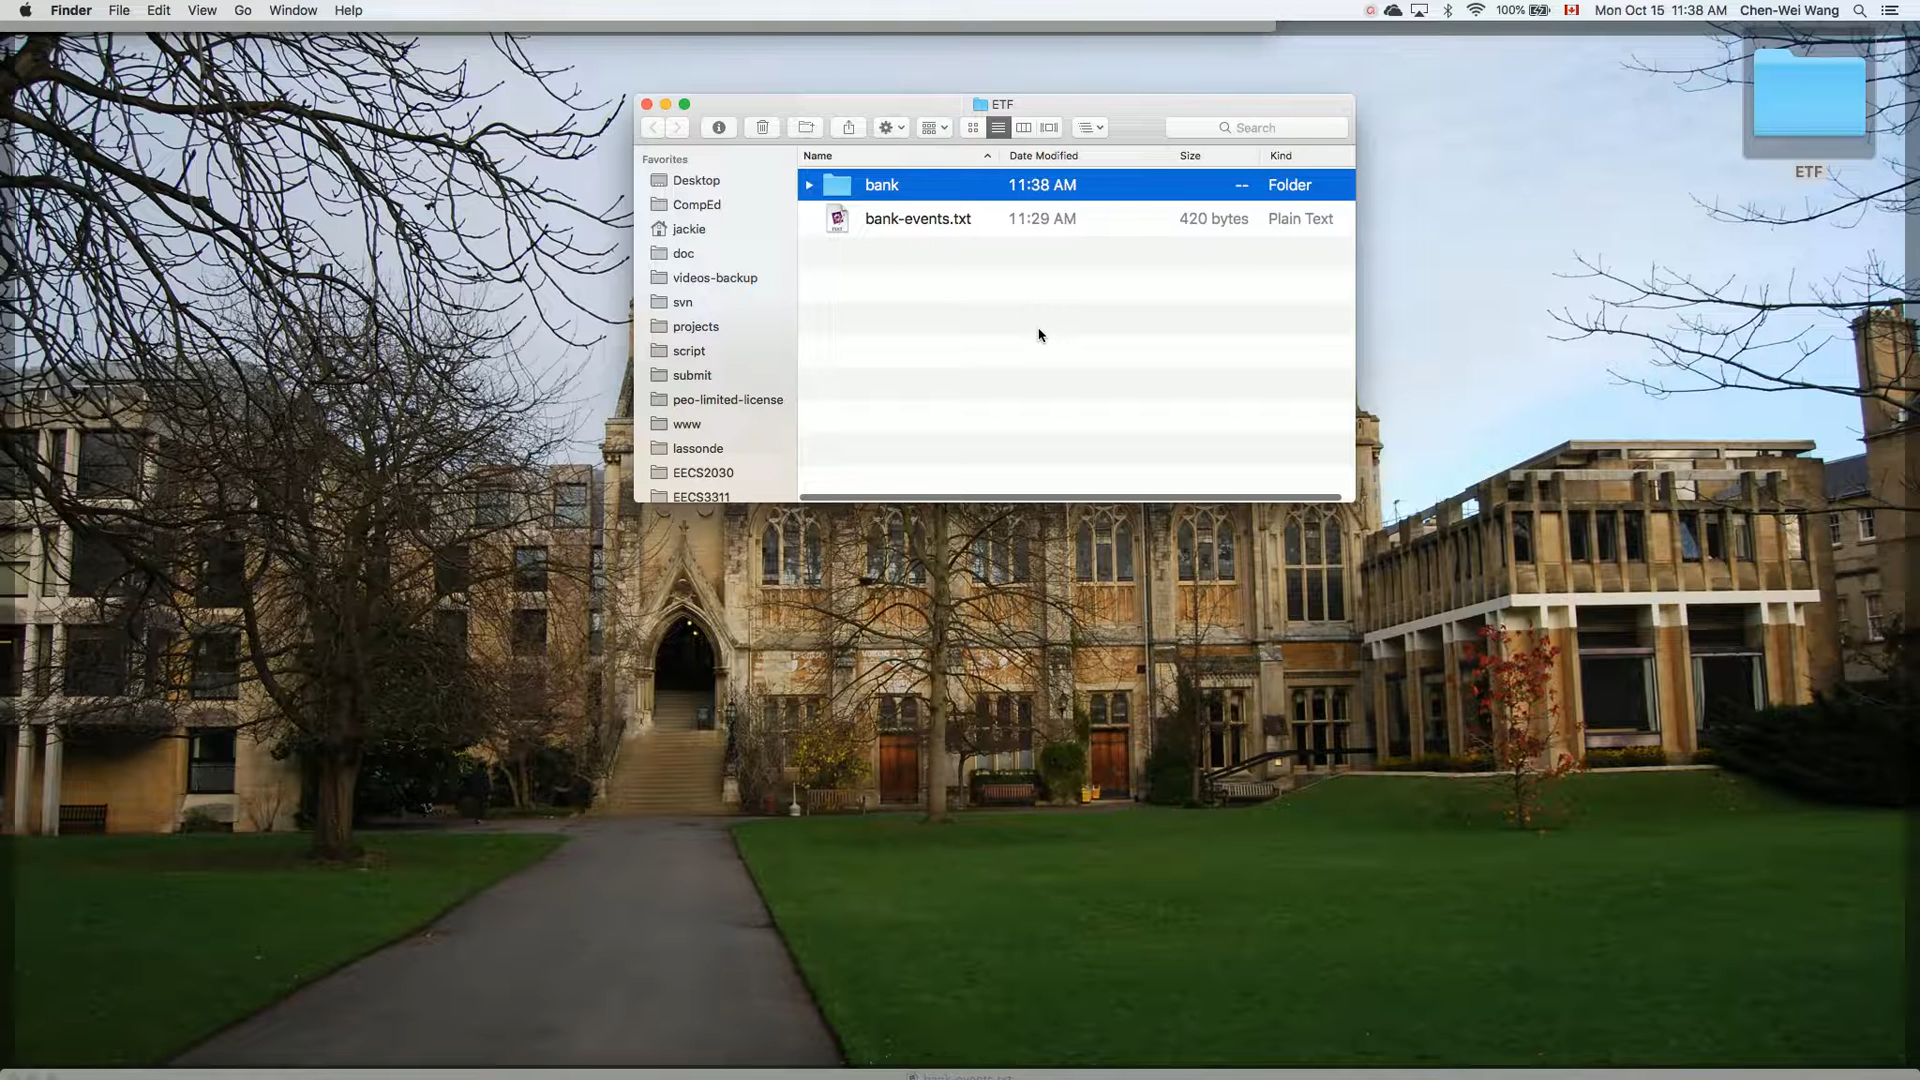 Finder File Edit View Go Window Help 100% Mon Oct 15 11:38 AM Chen-Wei Wang
ETF
Search
Favorites
Name Date Modified Size Kind
Desktop
bank 11:38 AM -- Folder
CompEd
bank-events.txt 11:29 AM 420 bytes Plain Text
jackie
doc
videos-backup
svn
projects
script
submit
peo-limited-license
www
lassonde
EECS2030
EECS3311
ETF
bank-events.txt